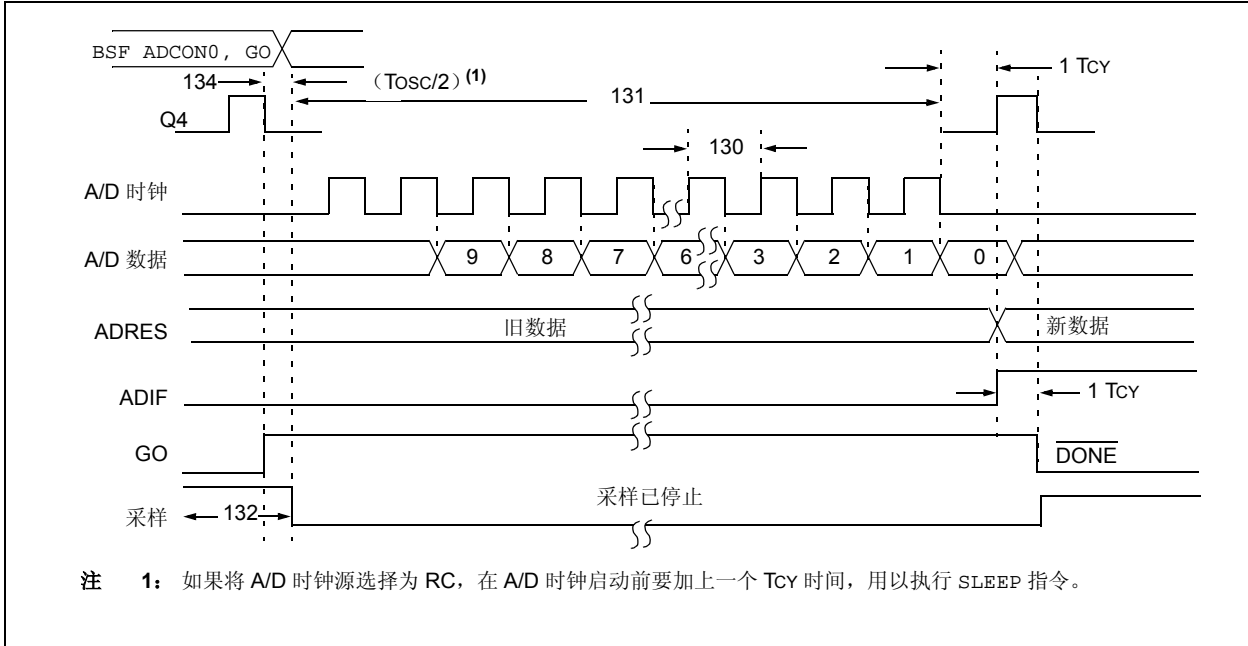 BSF ADCON0, GO
134
（TOSC/2）(1)
131
1 TCY
Q4
130
A/D 时钟
A/D 数据
9 8 7 6 3 2 1 0
ADRES
旧数据
新数据
ADIF
1 TCY
GO
DONE
采样已停止
采样
132
注 1： 如果将 A/D 时钟源选择为 RC，在 A/D 时钟启动前要加上一个 TCY 时间，用以执行 SLEEP 指令。